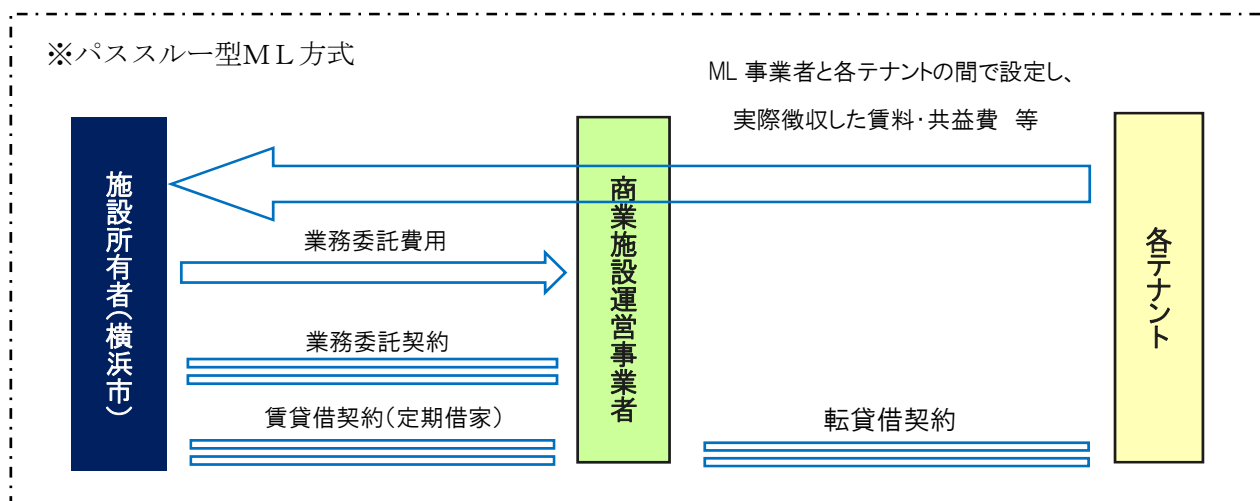 ※パススルー型ML方式
ML 事業者と各テナントの間で設定し、
実際徴収した賃料・共益費 等
施設所有者(横浜市)
商業施設運営事業者
各テナント
業務委託費用
業務委託契約
賃貸借契約(定期借家)
転貸借契約